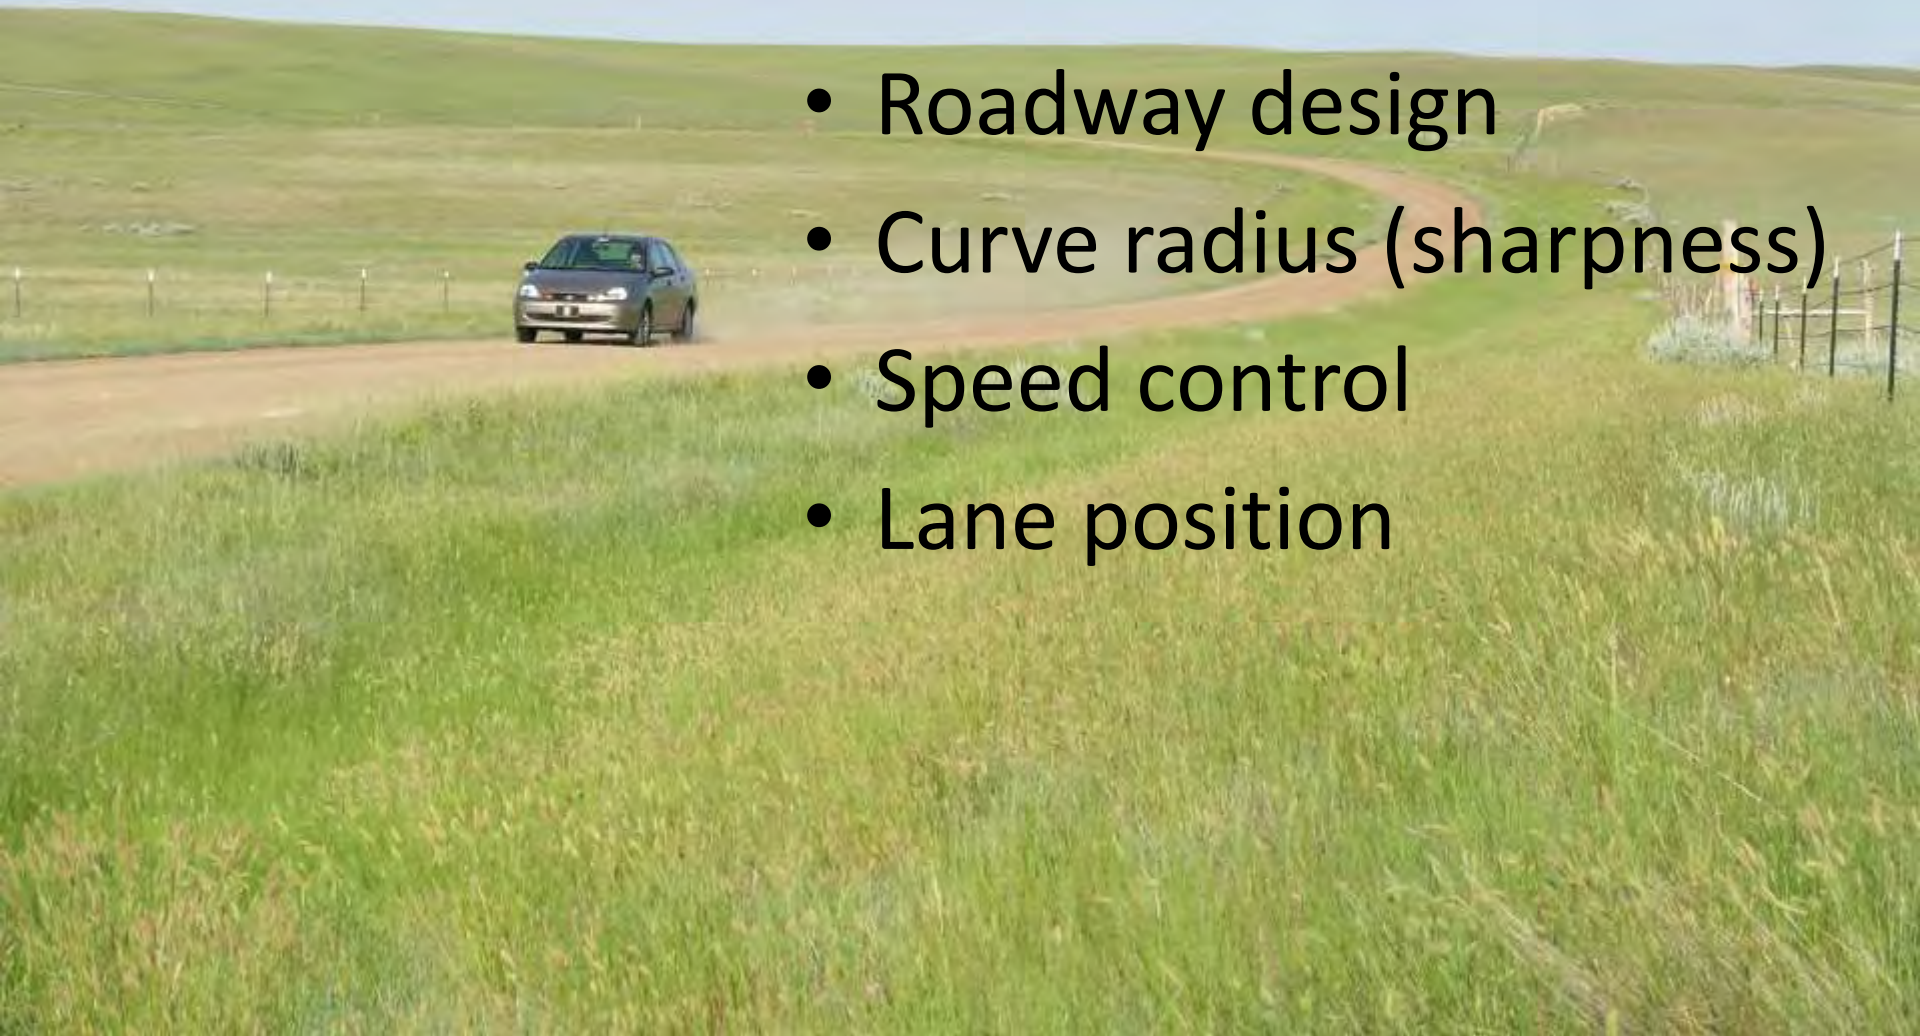 • Roadway design
• Curve radius (sharpness)
• Speed control
• Lane position